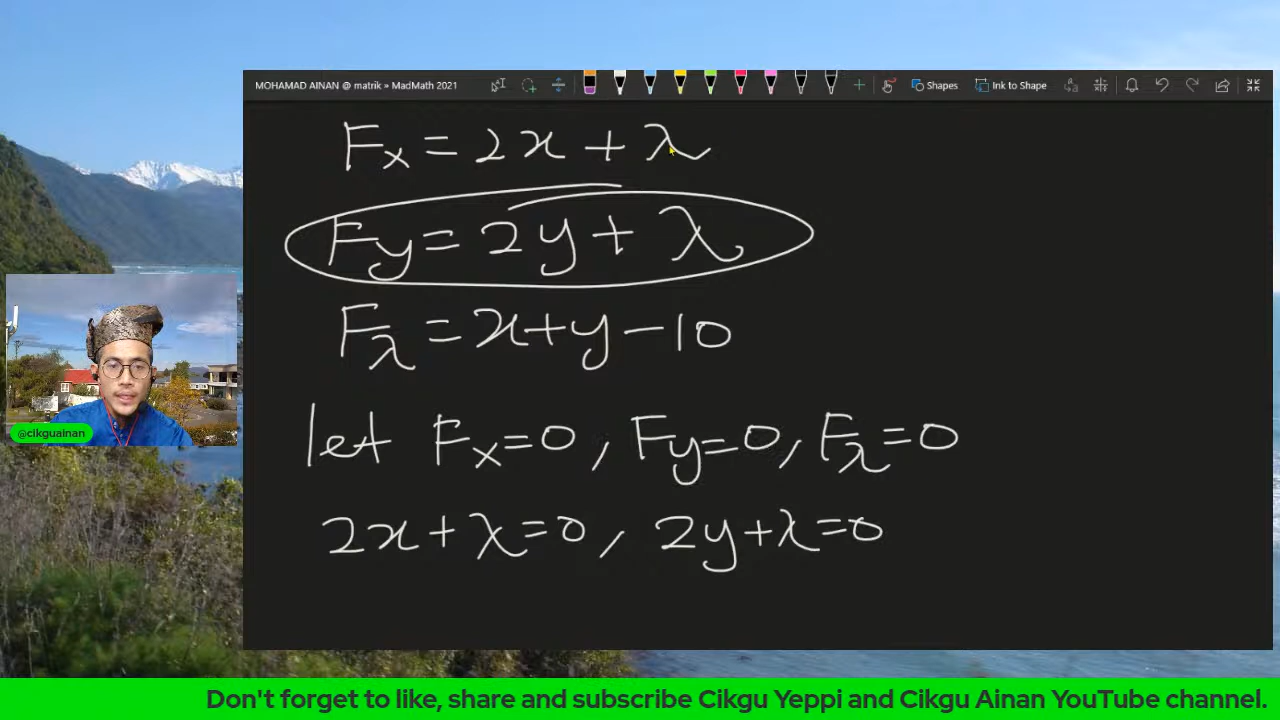 MOHAMAD AINAN @ matrik » MadMath 2021
Shapes
Ink to Shape
Fx = 2x + λ
Fy = 2y + λ
Fλ = x+y-10
let Fx=0, Fy=0, Fλ=0
2x+λ=0, 2y+λ=0
@cikguainan
Don't forget to like, share and subscribe Cikgu Yeppi and Cikgu Ainan YouTube channel.